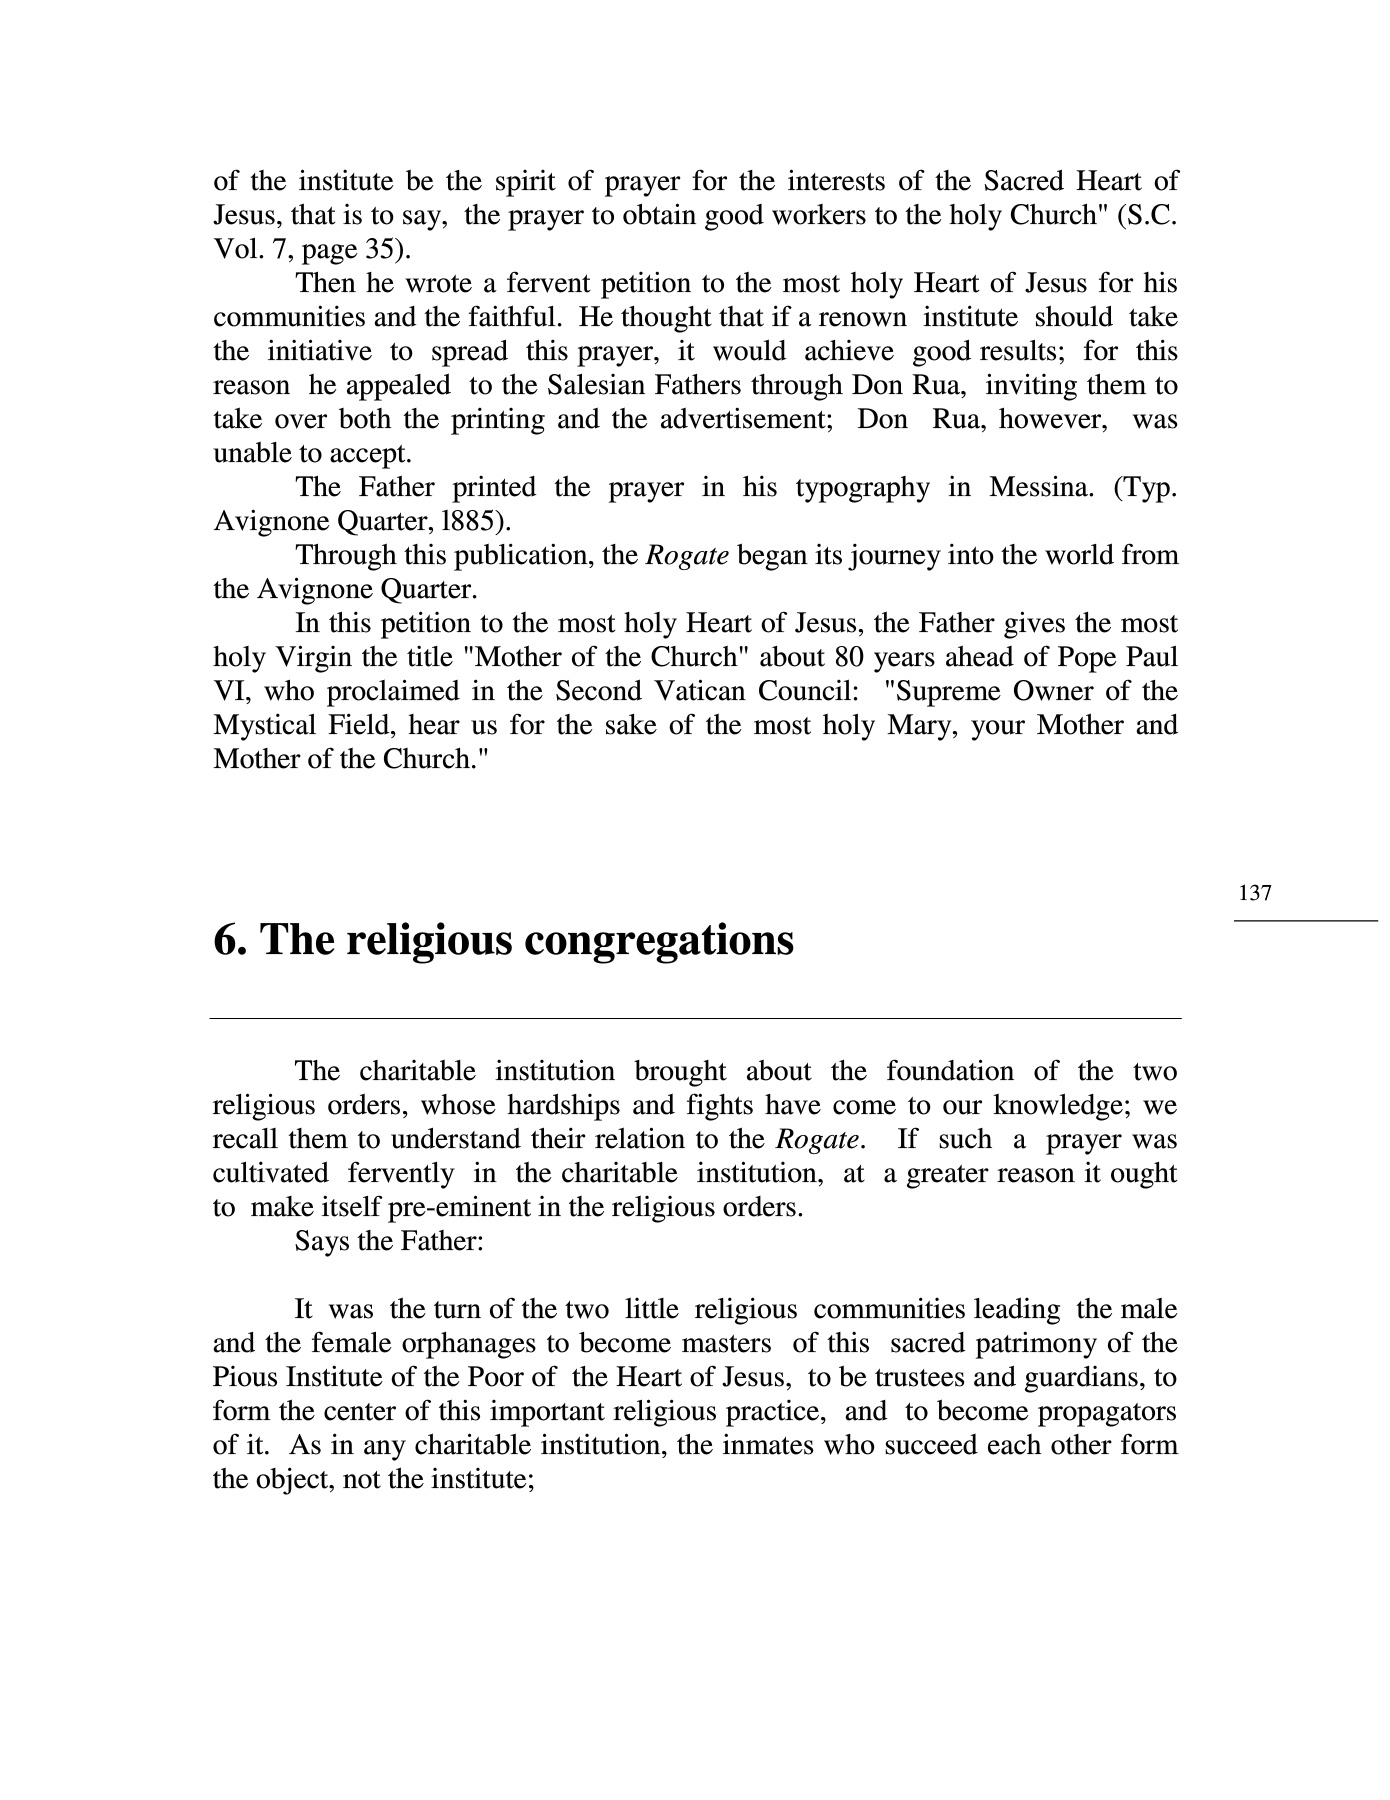 of the institute be the spirit of prayer for the interests of the Sacred Heart of
Jesus, that is to say, the prayer to obtain good workers to the holy Church" (S.C.
Vol. 7, page 35).
Then he wrote a fervent petition to the most holy Heart of Jesus for his
communities and the faithful. He thought that if a renown institute should take
the initiative to spread this prayer, it would achieve good results; for this
reason he appealed to the Salesian Fathers through Don Rua, inviting them to
take over both the printing and the advertisement; Don Rua, however, was
unable to accept.
The Father printed the prayer in his typography in Messina. (Typ.
Avignone Quarter, l885).
Through this publication, the Rogate began its journey into the world from
the Avignone Quarter.
In this petition to the most holy Heart of Jesus, the Father gives the most
holy Virgin the title "Mother of the Church" about 80 years ahead of Pope Paul
VI, who proclaimed in the Second Vatican Council: "Supreme Owner of the
Mystical Field, hear us for the sake of the most holy Mary, your Mother and
Mother of the Church."
137
6. The religious congregations
The charitable institution brought about the foundation of the two
religious orders, whose hardships and fights have come to our knowledge; we
recall them to understand their relation to the Rogate. If such a prayer was
cultivated fervently in the charitable institution, at a greater reason it ought
to make itself pre-eminent in the religious orders.
Says the Father:
It was the turn of the two little religious communities leading the male
and the female orphanages to become masters of this sacred patrimony of the
Pious Institute of the Poor of the Heart of Jesus, to be trustees and guardians, to
form the center of this important religious practice, and to become propagators
of it. As in any charitable institution, the inmates who succeed each other form
the object, not the institute;